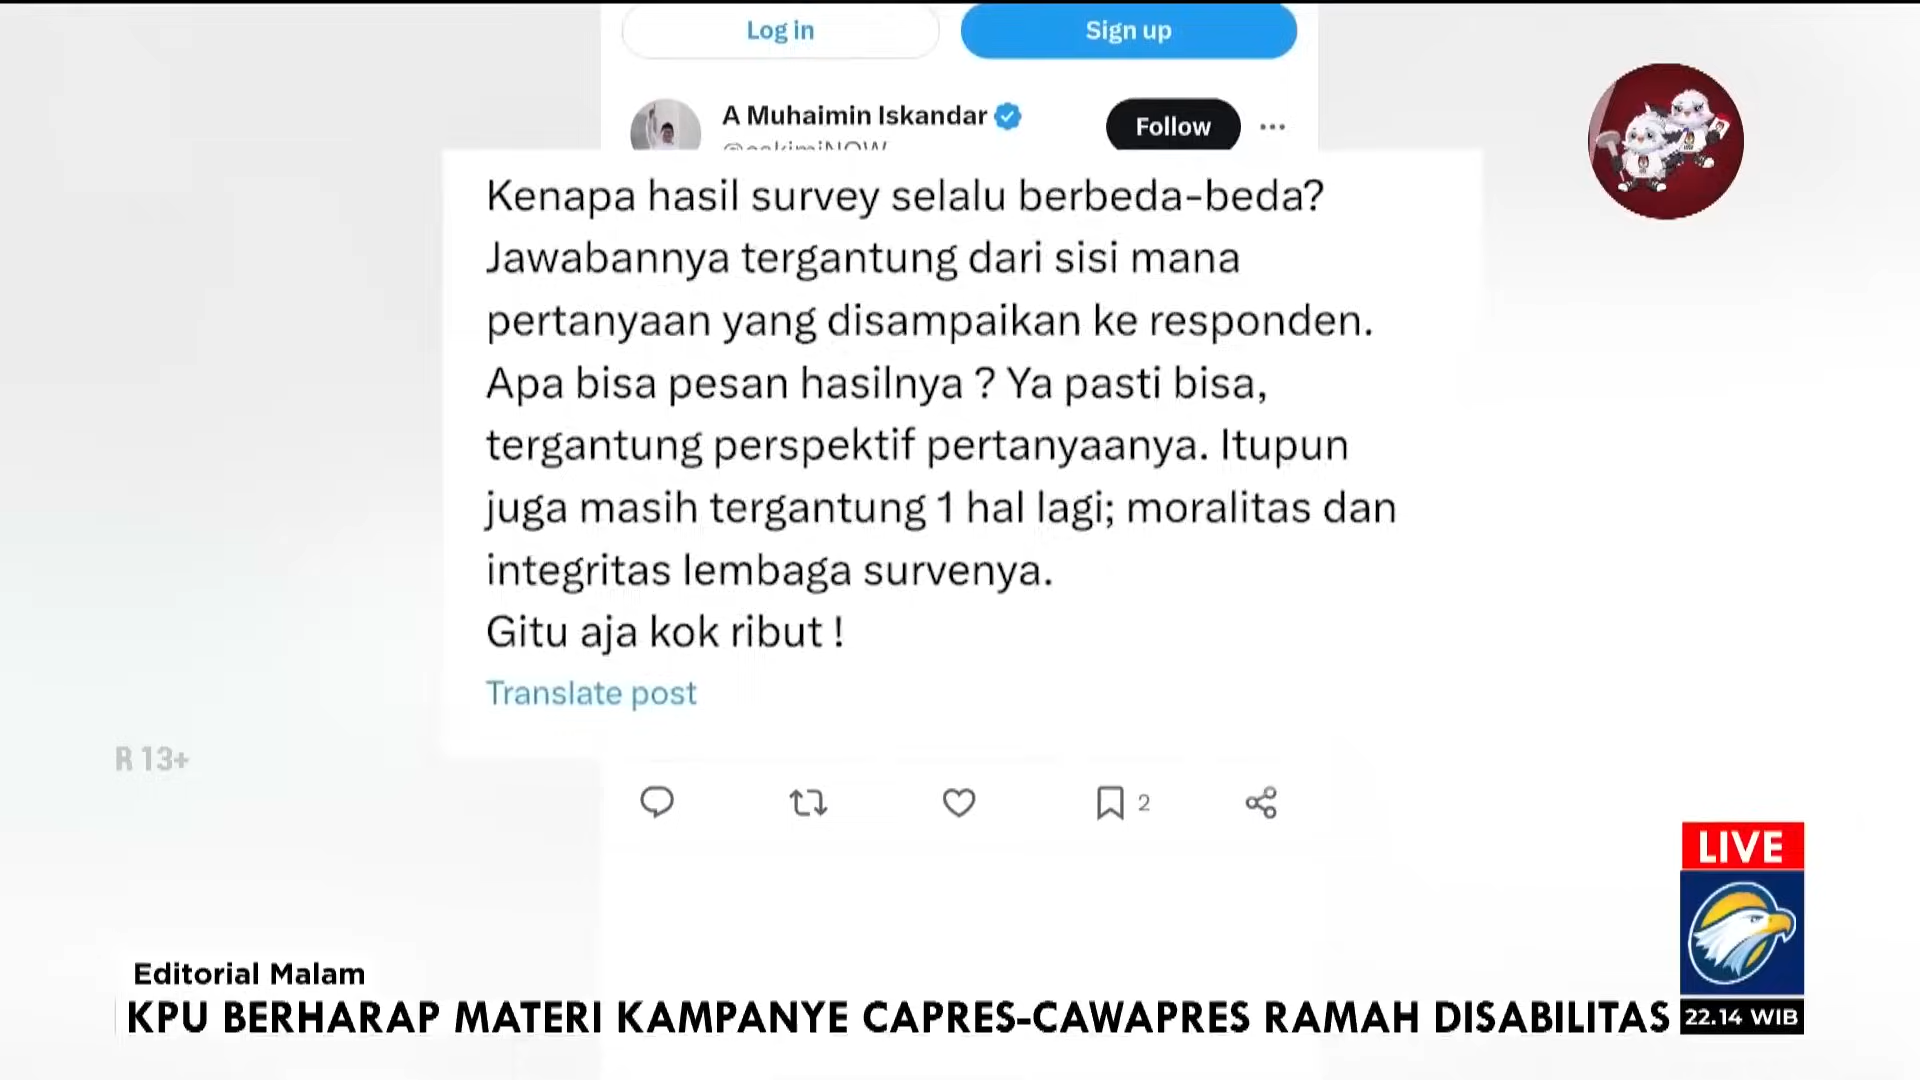 Log in
Sign up
A Muhaimin Iskandar
Follow
Kenapa hasil survey selalu berbeda-beda?
Jawabannya tergantung dari sisi mana
pertanyaan yang disampaikan ke responden.
Apa bisa pesan hasilnya ? Ya pasti bisa,
tergantung perspektif pertanyaanya. Itupun
juga masih tergantung 1 hal lagi; moralitas dan
integritas lembaga survenya.
Gitu aja kok ribut !
Translate post
R 13+
2
LIVE
Editorial Malam
KPU BERHARAP MATERI KAMPANYE CAPRES-CAWAPRES RAMAH DISABILITAS
22.14 WIB